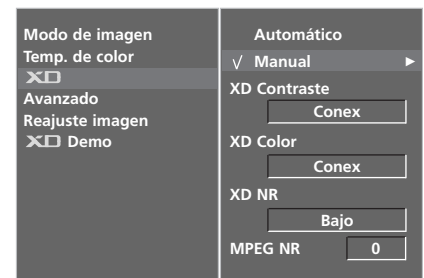 Modo de imagen
Temp. de color
XD
Avanzado
Reajuste imagen
XD Demo
Automático
√ Manual ►
XD Contraste
Conex
XD Color
Conex
XD NR
Bajo
MPEG NR 0